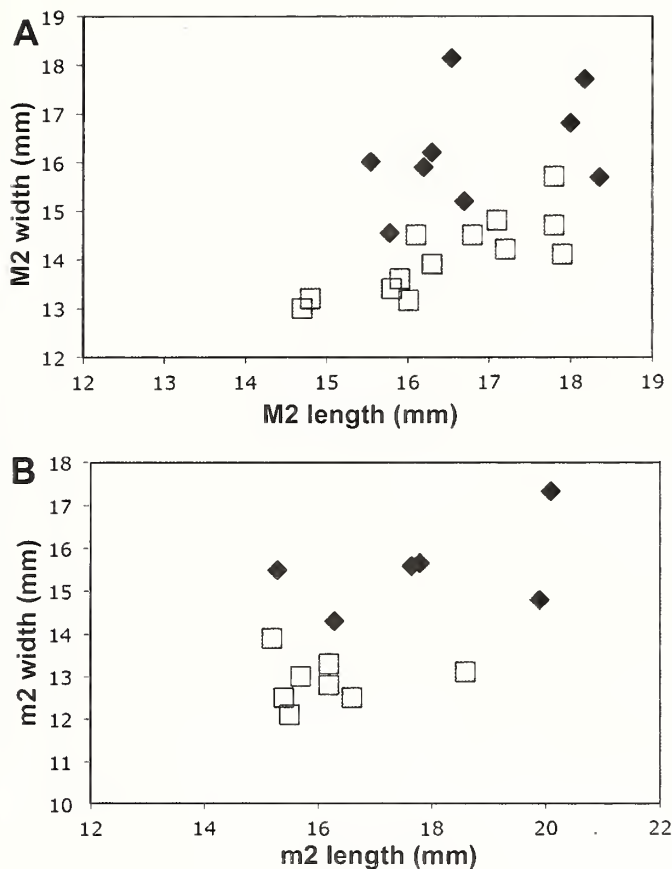 A
19
18
17
16
15
14
13
12
M2 width (mm)
12 13 14 15 16 17 18 19
M2 length (mm)
B
18
17
16
15
14
13
12
11
10
m2 width (mm)
12 14 16 18 20 22
m2 length (mm)